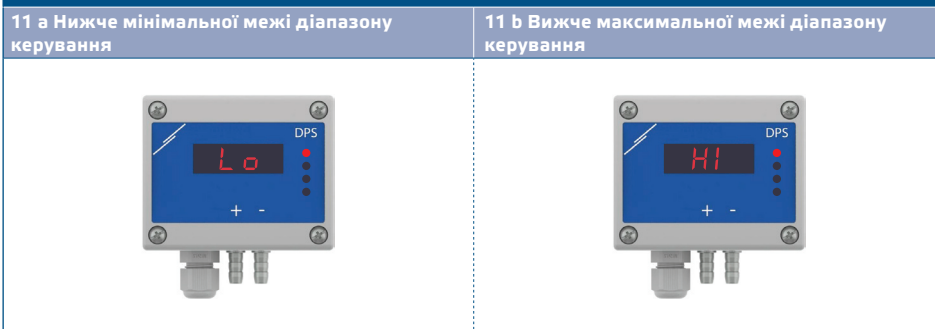 11 a Нижче мінімальної межі діапазону
керування
11 b Вижче максимальної межі діапазону
керування
DPS
Lo
+ -
DPS
HI
+ -